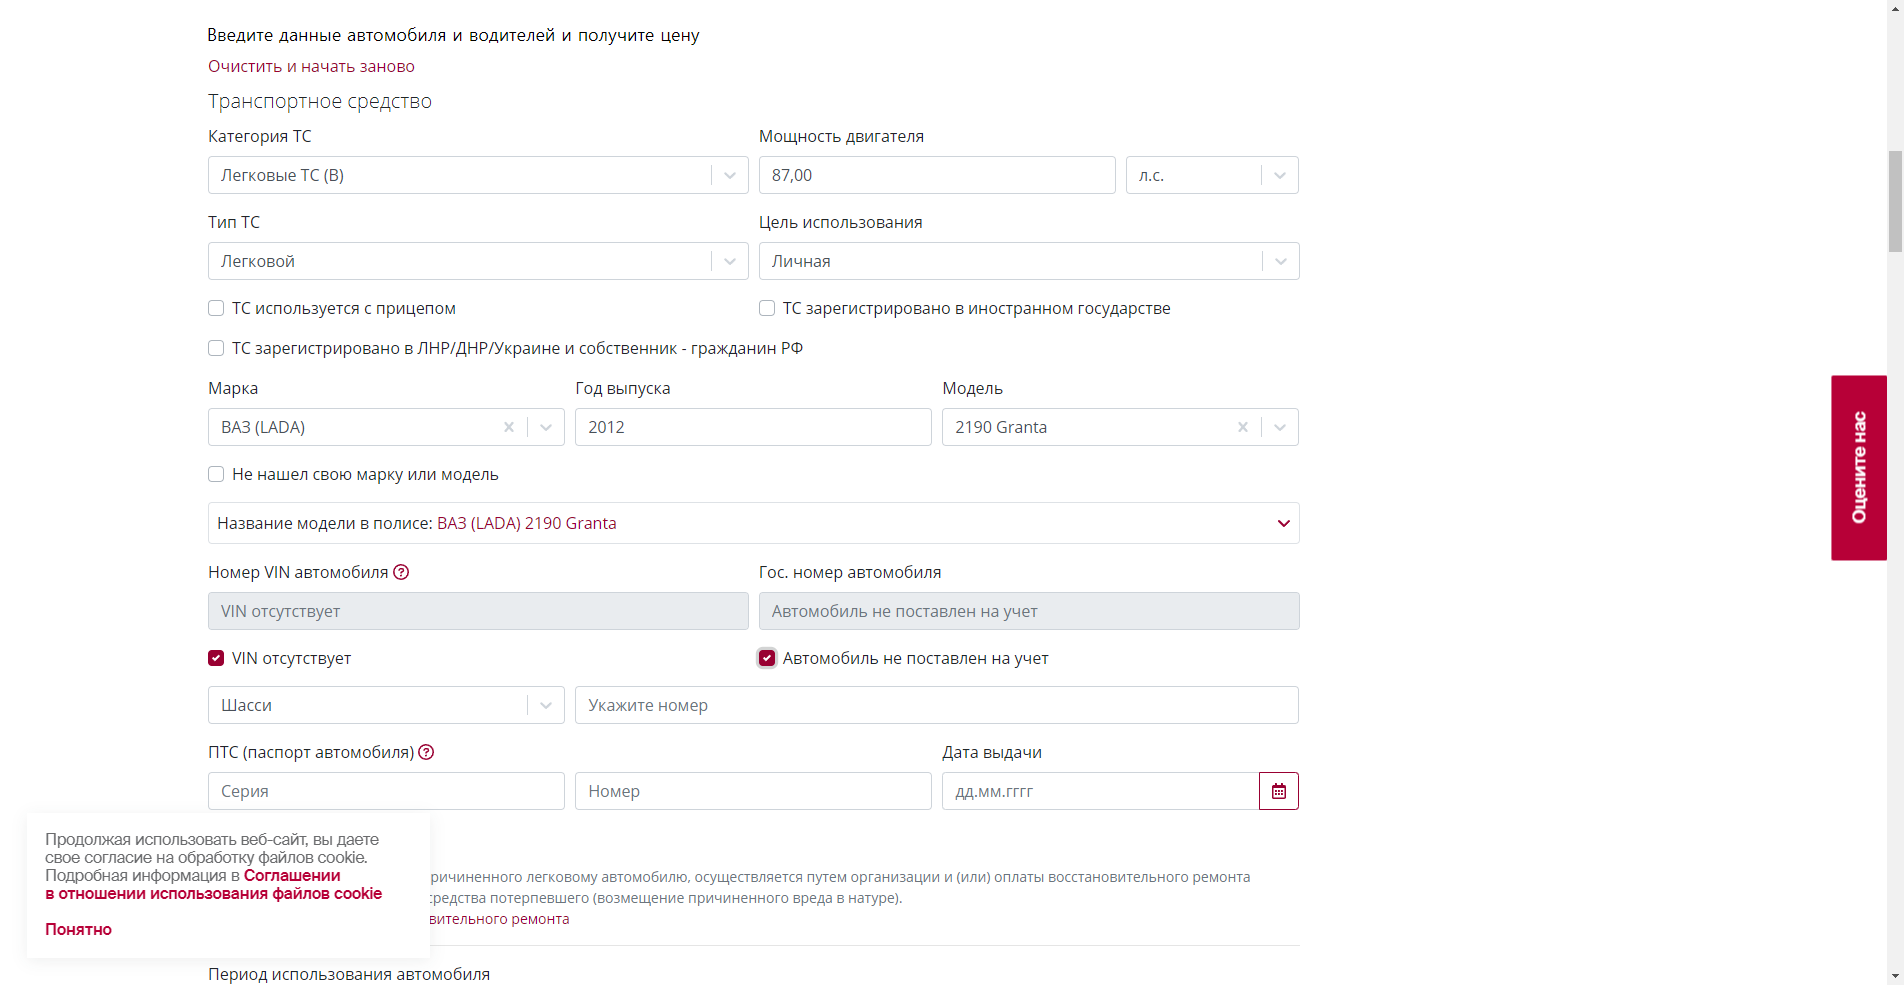 Введите данные автомобиля и водителей и получите цену
Очистить и начать заново
Транспортное средство
Категория ТС
Мощность двигателя
Легковые ТС (B)
87,00
л.с.
Тип ТС
Цель использования
Легковой
Личная
ТС используется с прицепом
ТС зарегистрировано в иностранном государстве
ТС зарегистрировано в ЛНР/ДНР/Украине и собственник - гражданин РФ
Марка
Год выпуска
Модель
ВАЗ (LADA)
2012
2190 Granta
Не нашел свою марку или модель
Название модели в полисе: ВАЗ (LADA) 2190 Granta
Номер VIN автомобиля
Гос. номер автомобиля
VIN отсутствует
Автомобиль не поставлен на учет
VIN отсутствует
Автомобиль не поставлен на учет
Шасси
Укажите номер
ПТС (паспорт автомобиля)
Дата выдачи
Серия
Номер
дд.мм.гггг
ричиненного легковому автомобилю, осуществляется путем организации и (или) оплаты восстановительного ремонта
средства потерпевшего (возмещение причиненного вреда в натуре).
вительного ремонта
Продолжая использовать веб-сайт, вы даете
свое согласие на обработку файлов cookie.
Подробная информация в Соглашении
в отношении использования файлов cookie
Понятно
Период использования автомобиля
Оцените нас